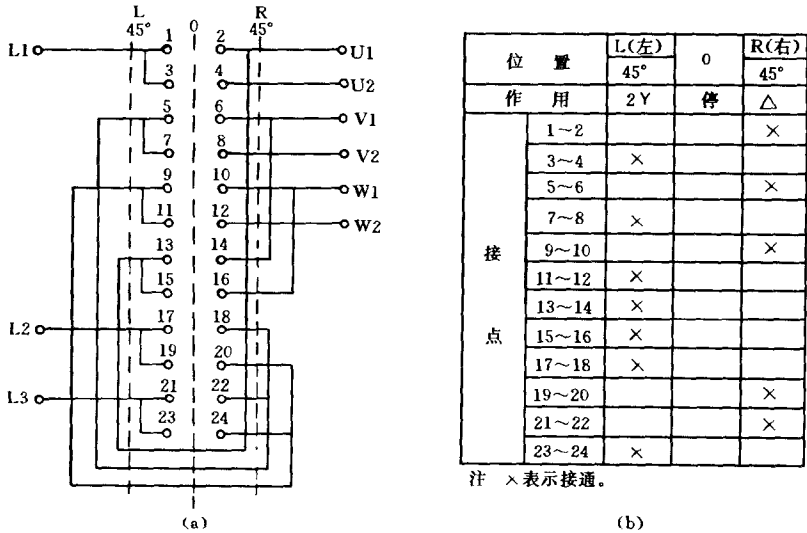 L 0 R
45° 45°
L1 1 2 U1
3 4 U2
5 6 V1
7 8 V2
9 10 W1
11 12 W2
13 14
15 16
L2 17 18
19 20
L3 21 22
23 24
(a)
位 置 L(左) 45° 0 R(右) 45°
作 用 2Y 停 △
接点
1～2 ×
3～4 ×
5～6 ×
7～8 ×
9～10 ×
11～12 ×
13～14 ×
15～16 ×
17～18 ×
19～20 ×
21～22 ×
23～24 ×
注 ×表示接通。
(b)